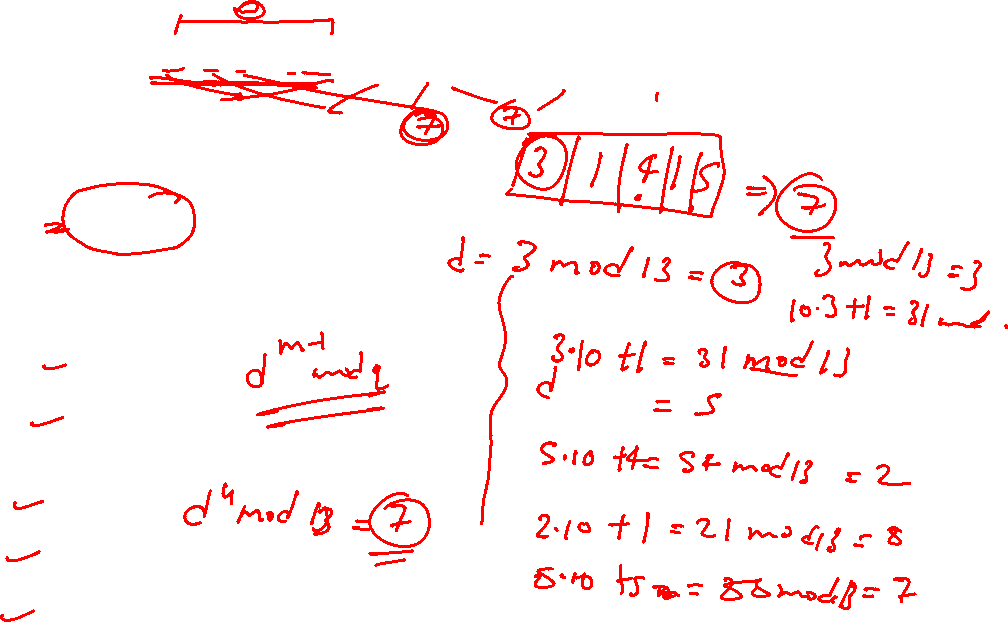 7
7
3 1 4 1 5 => 7
d = 3 mod 13 = 3
3 mod 13 = 3
10.3 +1 = 31 mod
d^{m-1} mod q
3.10 +1 = 31 mod 13
d
= 5
5.10 +4 = 54 mod 13 = 2
d^4 mod 13 = 7
2.10 + 1 = 21 mod 13 = 8
8.10 +5 = 85 mod 13 = 7